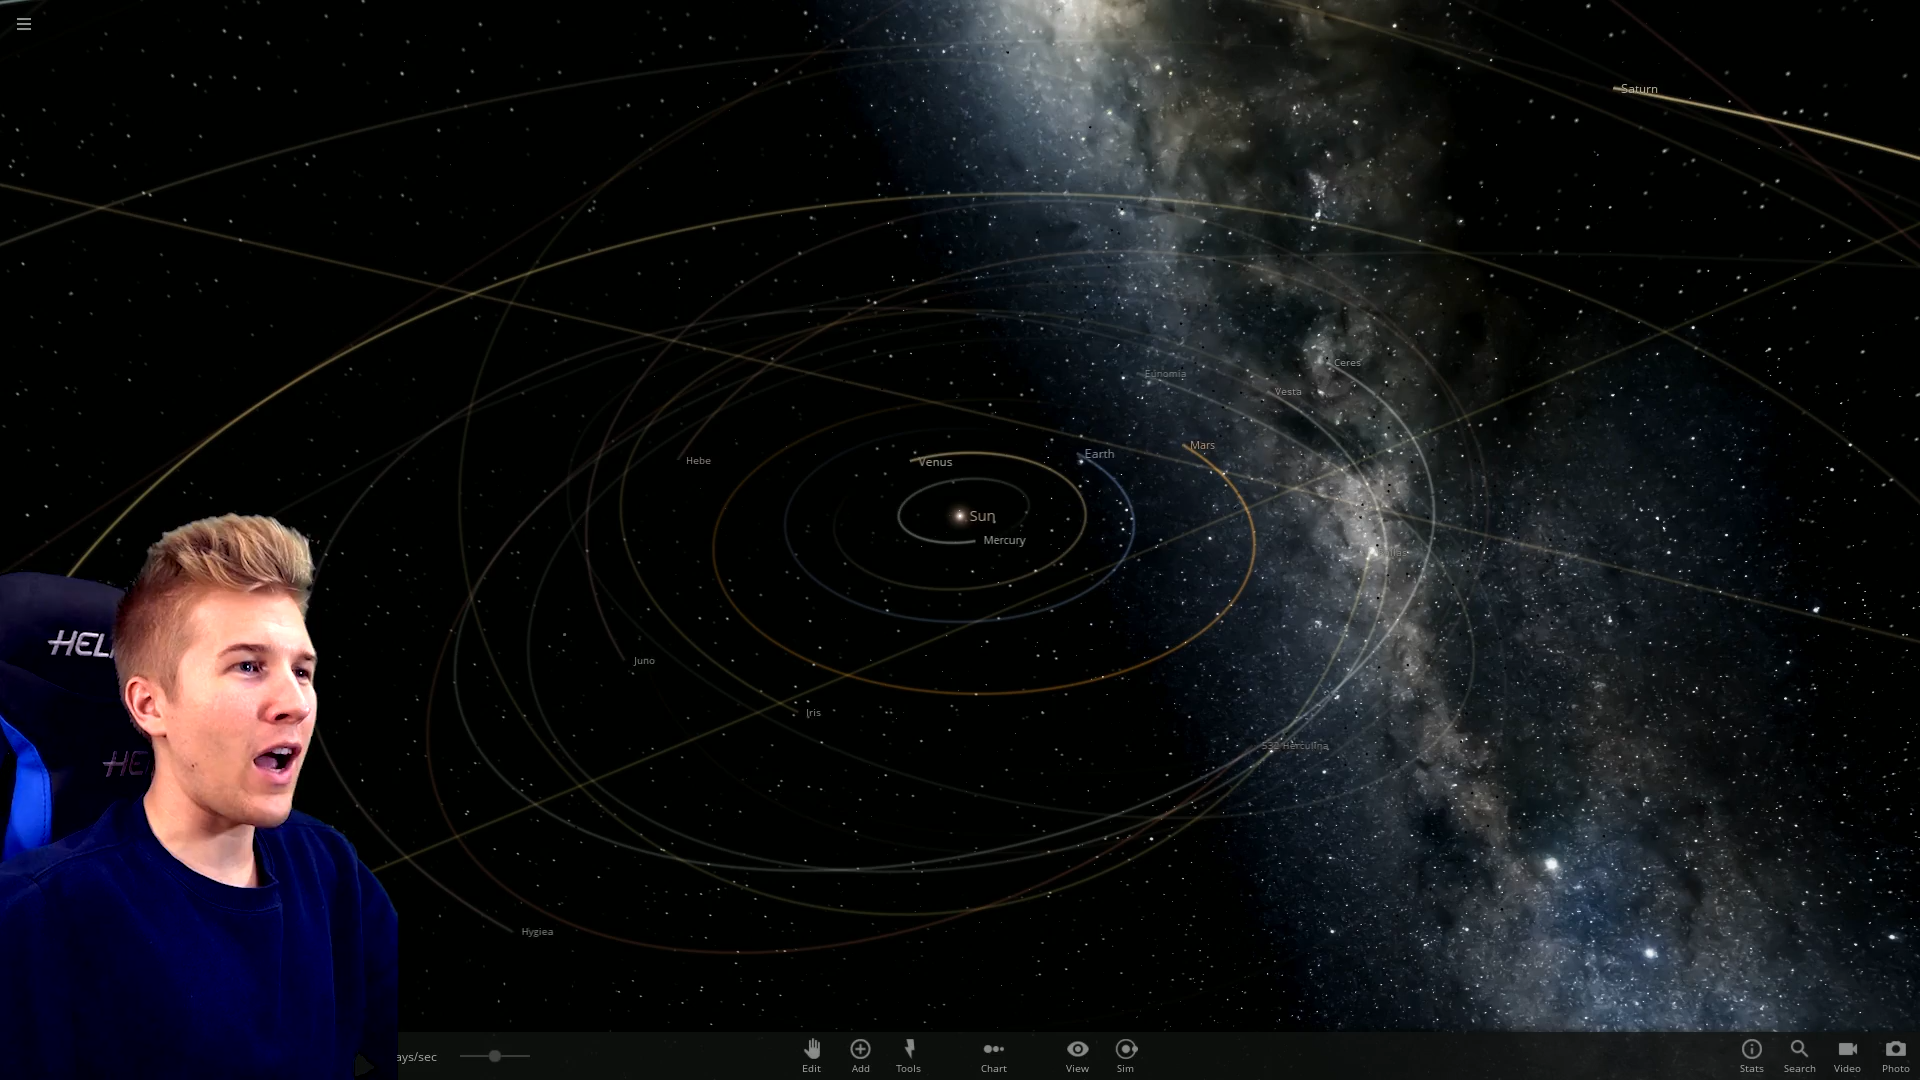 Saturn
Ceres
Eunomia
Vesta
Mars
Earth
Hebe
Venus
Sun
Mercury
Juno
Iris
HEL
HE
Hygiea
ays/sec
Edit
Add
Tools
Chart
View
Sim
Stats
Search
Video
Photo